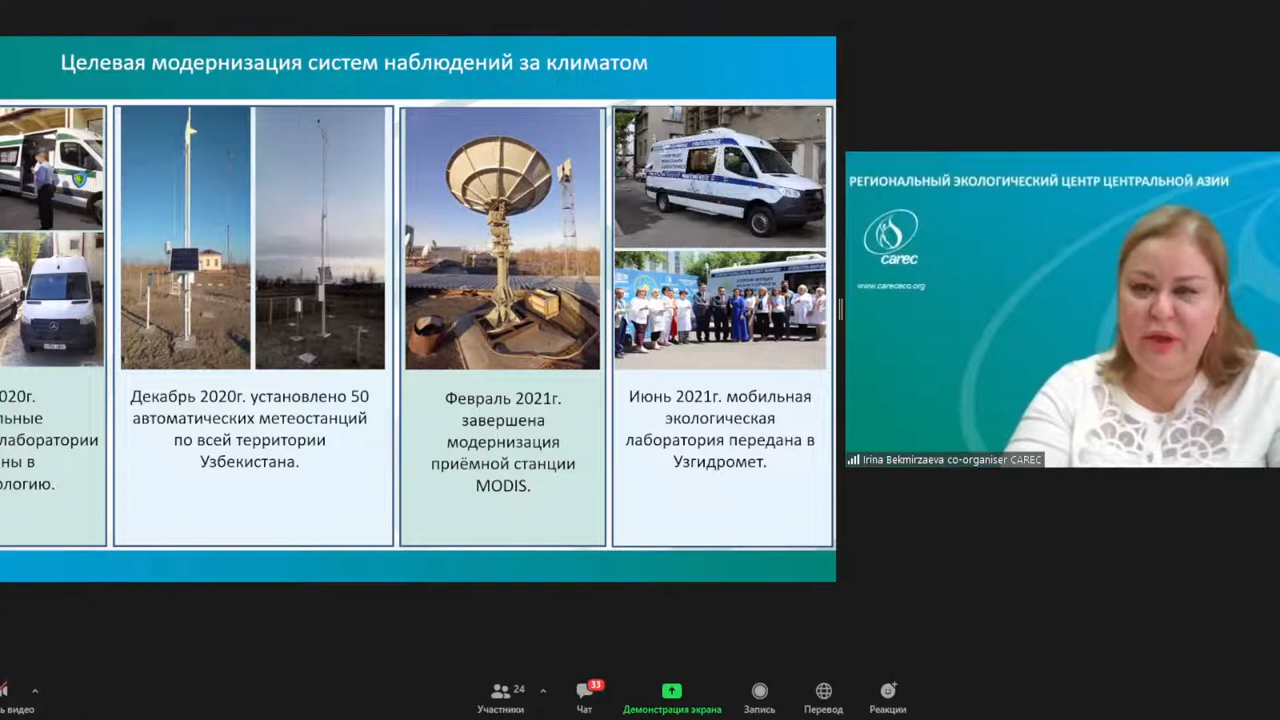 Целевая модернизация систем наблюдений за климатом
020г.
льные
лаборатории
ны в
ологию.
Декабрь 2020г. установлено 50
автоматических метеостанций
по всей территории
Узбекистана.
Февраль 2021г.
завершена
модернизация
приёмной станции
MODIS.
Июнь 2021г. мобильная
экологическая
лаборатория передана в
Узгидромет.
РЕГИОНАЛЬНЫЙ ЭКОЛОГИЧЕСКИЙ ЦЕНТР ЦЕНТРАЛЬНОЙ АЗИИ
carec
www.carececo.org
Irina Bekmirzaeva co-organiser CAREC
ь видео
24
Участники
33
Чат
Демонстрация экрана
Запись
Перевод
Реакции